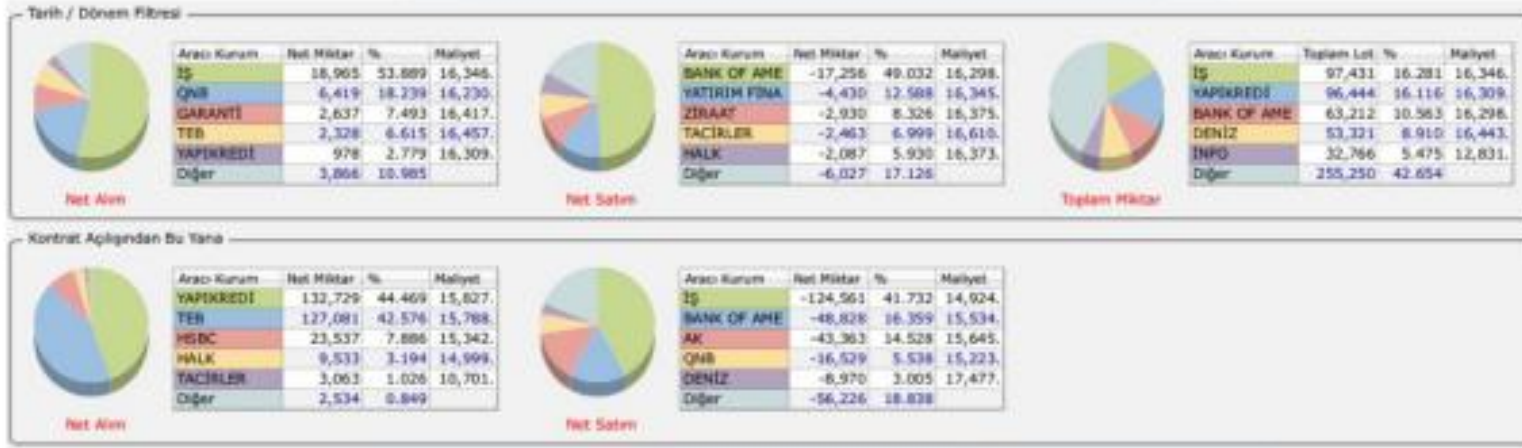 Tarih / Dönem Filtresi
Aracı Kurum Net Miktar % Maliyet
İŞ 18,965 53.889 16,346.
QNB 6,419 18.239 16,230.
GARANTİ 2,637 7.493 16,417.
TEB 2,328 6.615 16,457.
YAPIKREDİ 978 2.779 16,309.
Diğer 3,866 10.985
Net Alım
Aracı Kurum Net Miktar % Maliyet
BANK OF AME -17,256 49.032 16,298.
YATIRIM FINA -4,430 12.588 16,345.
ZİRAAT -2,930 8.326 16,375.
TACİRLER -2,463 6.999 16,610.
HALK -2,087 5.930 16,373.
Diğer -6,027 17.126
Net Satım
Aracı Kurum Toplam Lot % Maliyet
İŞ 97,431 16.281 16,346.
YAPIKREDİ 96,444 16.116 16,309.
BANK OF AME 63,212 10.563 16,298.
DENİZ 53,321 8.910 16,443.
İNFO 32,766 5.475 12,831.
Diğer 255,250 42.654
Toplam Miktar
Kontrat Açılışından Bu Yana
Aracı Kurum Net Miktar % Maliyet
YAPIKREDİ 132,729 44.469 15,827.
TEB 127,081 42.576 15,788.
HSBC 23,537 7.886 15,342.
HALK 9,533 3.194 14,999.
TACİRLER 3,063 1.026 10,701.
Diğer 2,534 0.849
Net Alım
Aracı Kurum Net Miktar % Maliyet
İŞ -124,561 41.732 14,924.
BANK OF AME -48,828 16.359 15,534.
AK -43,363 14.528 15,645.
QNB -16,529 5.538 15,223.
DENİZ -8,970 3.005 17,477.
Diğer -56,226 18.838
Net Satım